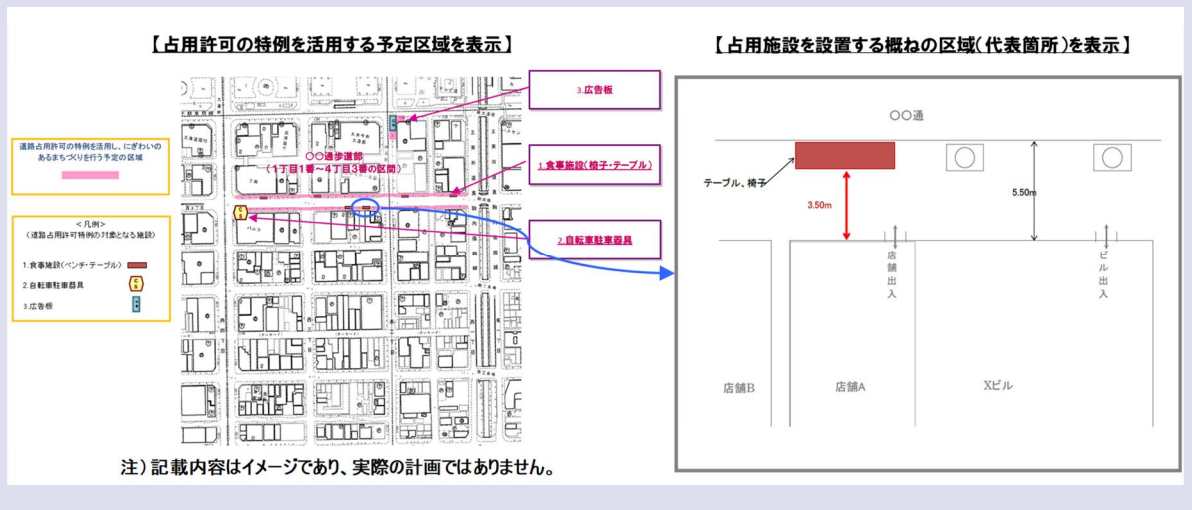 【占用許可の特例を活用する予定区域を表示】
【占用施設を設置する概ねの区域（代表箇所）を表示】
道路占用許可の特例を活用し、にぎわいの
あるまちづくりを行う予定の区域
＜凡例＞
〈道路占用許可特例の対象となる施設〉
1.食事施設（ベンチ・テーブル）
2.自転車駐車器具
3.広告板
〇〇通歩道部
（1丁目1番～4丁目3番の区間）
パルコ
3.広告板
1.食事施設（椅子・テーブル）
2.自転車駐車器具
〇〇通
テーブル、椅子
3.50m
5.50m
店舗出入
ビル出入
店舗B
店舗A
Xビル
注）記載内容はイメージであり、実際の計画ではありません。